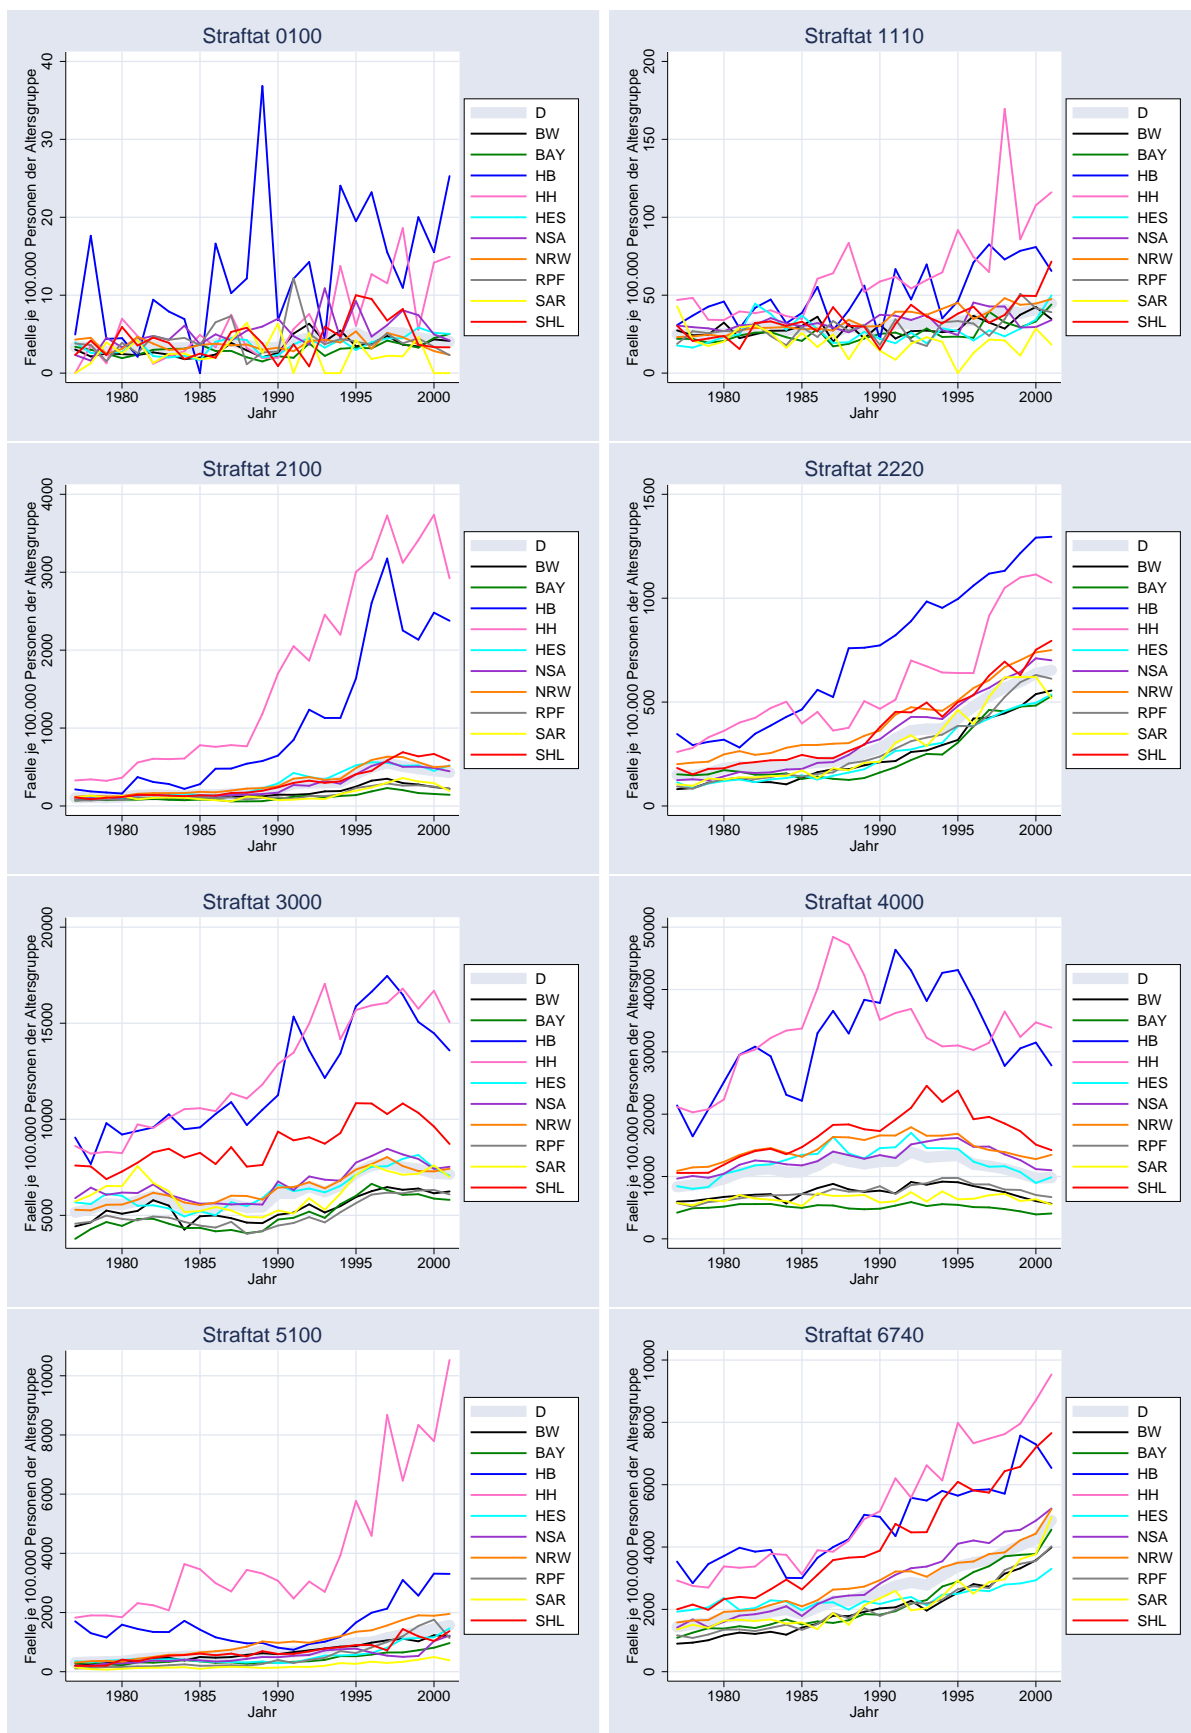 Straftat 0100
Faelle je 100.000 Personen der Altersgruppe
0 10 20 30 40
1980 1985 1990 1995 2000
Jahr
D
BW
BAY
HB
HH
HES
NSA
NRW
RPF
SAR
SHL
Straftat 1110
Faelle je 100.000 Personen der Altersgruppe
0 50 100 150 200
1980 1985 1990 1995 2000
Jahr
D
BW
BAY
HB
HH
HES
NSA
NRW
RPF
SAR
SHL
Straftat 2100
Faelle je 100.000 Personen der Altersgruppe
0 1000 2000 3000 4000
1980 1985 1990 1995 2000
Jahr
D
BW
BAY
HB
HH
HES
NSA
NRW
RPF
SAR
SHL
Straftat 2220
Faelle je 100.000 Personen der Altersgruppe
0 500 1000 1500
1980 1985 1990 1995 2000
Jahr
D
BW
BAY
HB
HH
HES
NSA
NRW
RPF
SAR
SHL
Straftat 3000
Faelle je 100.000 Personen der Altersgruppe
5000 10000 15000 20000
1980 1985 1990 1995 2000
Jahr
D
BW
BAY
HB
HH
HES
NSA
NRW
RPF
SAR
SHL
Straftat 4000
Faelle je 100.000 Personen der Altersgruppe
0 10000 20000 30000 40000 50000
1980 1985 1990 1995 2000
Jahr
D
BW
BAY
HB
HH
HES
NSA
NRW
RPF
SAR
SHL
Straftat 5100
Faelle je 100.000 Personen der Altersgruppe
0 2000 4000 6000 8000 10000
1980 1985 1990 1995 2000
Jahr
D
BW
BAY
HB
HH
HES
NSA
NRW
RPF
SAR
SHL
Straftat 6740
Faelle je 100.000 Personen der Altersgruppe
0 2000 4000 6000 8000 10000
1980 1985 1990 1995 2000
Jahr
D
BW
BAY
HB
HH
HES
NSA
NRW
RPF
SAR
SHL